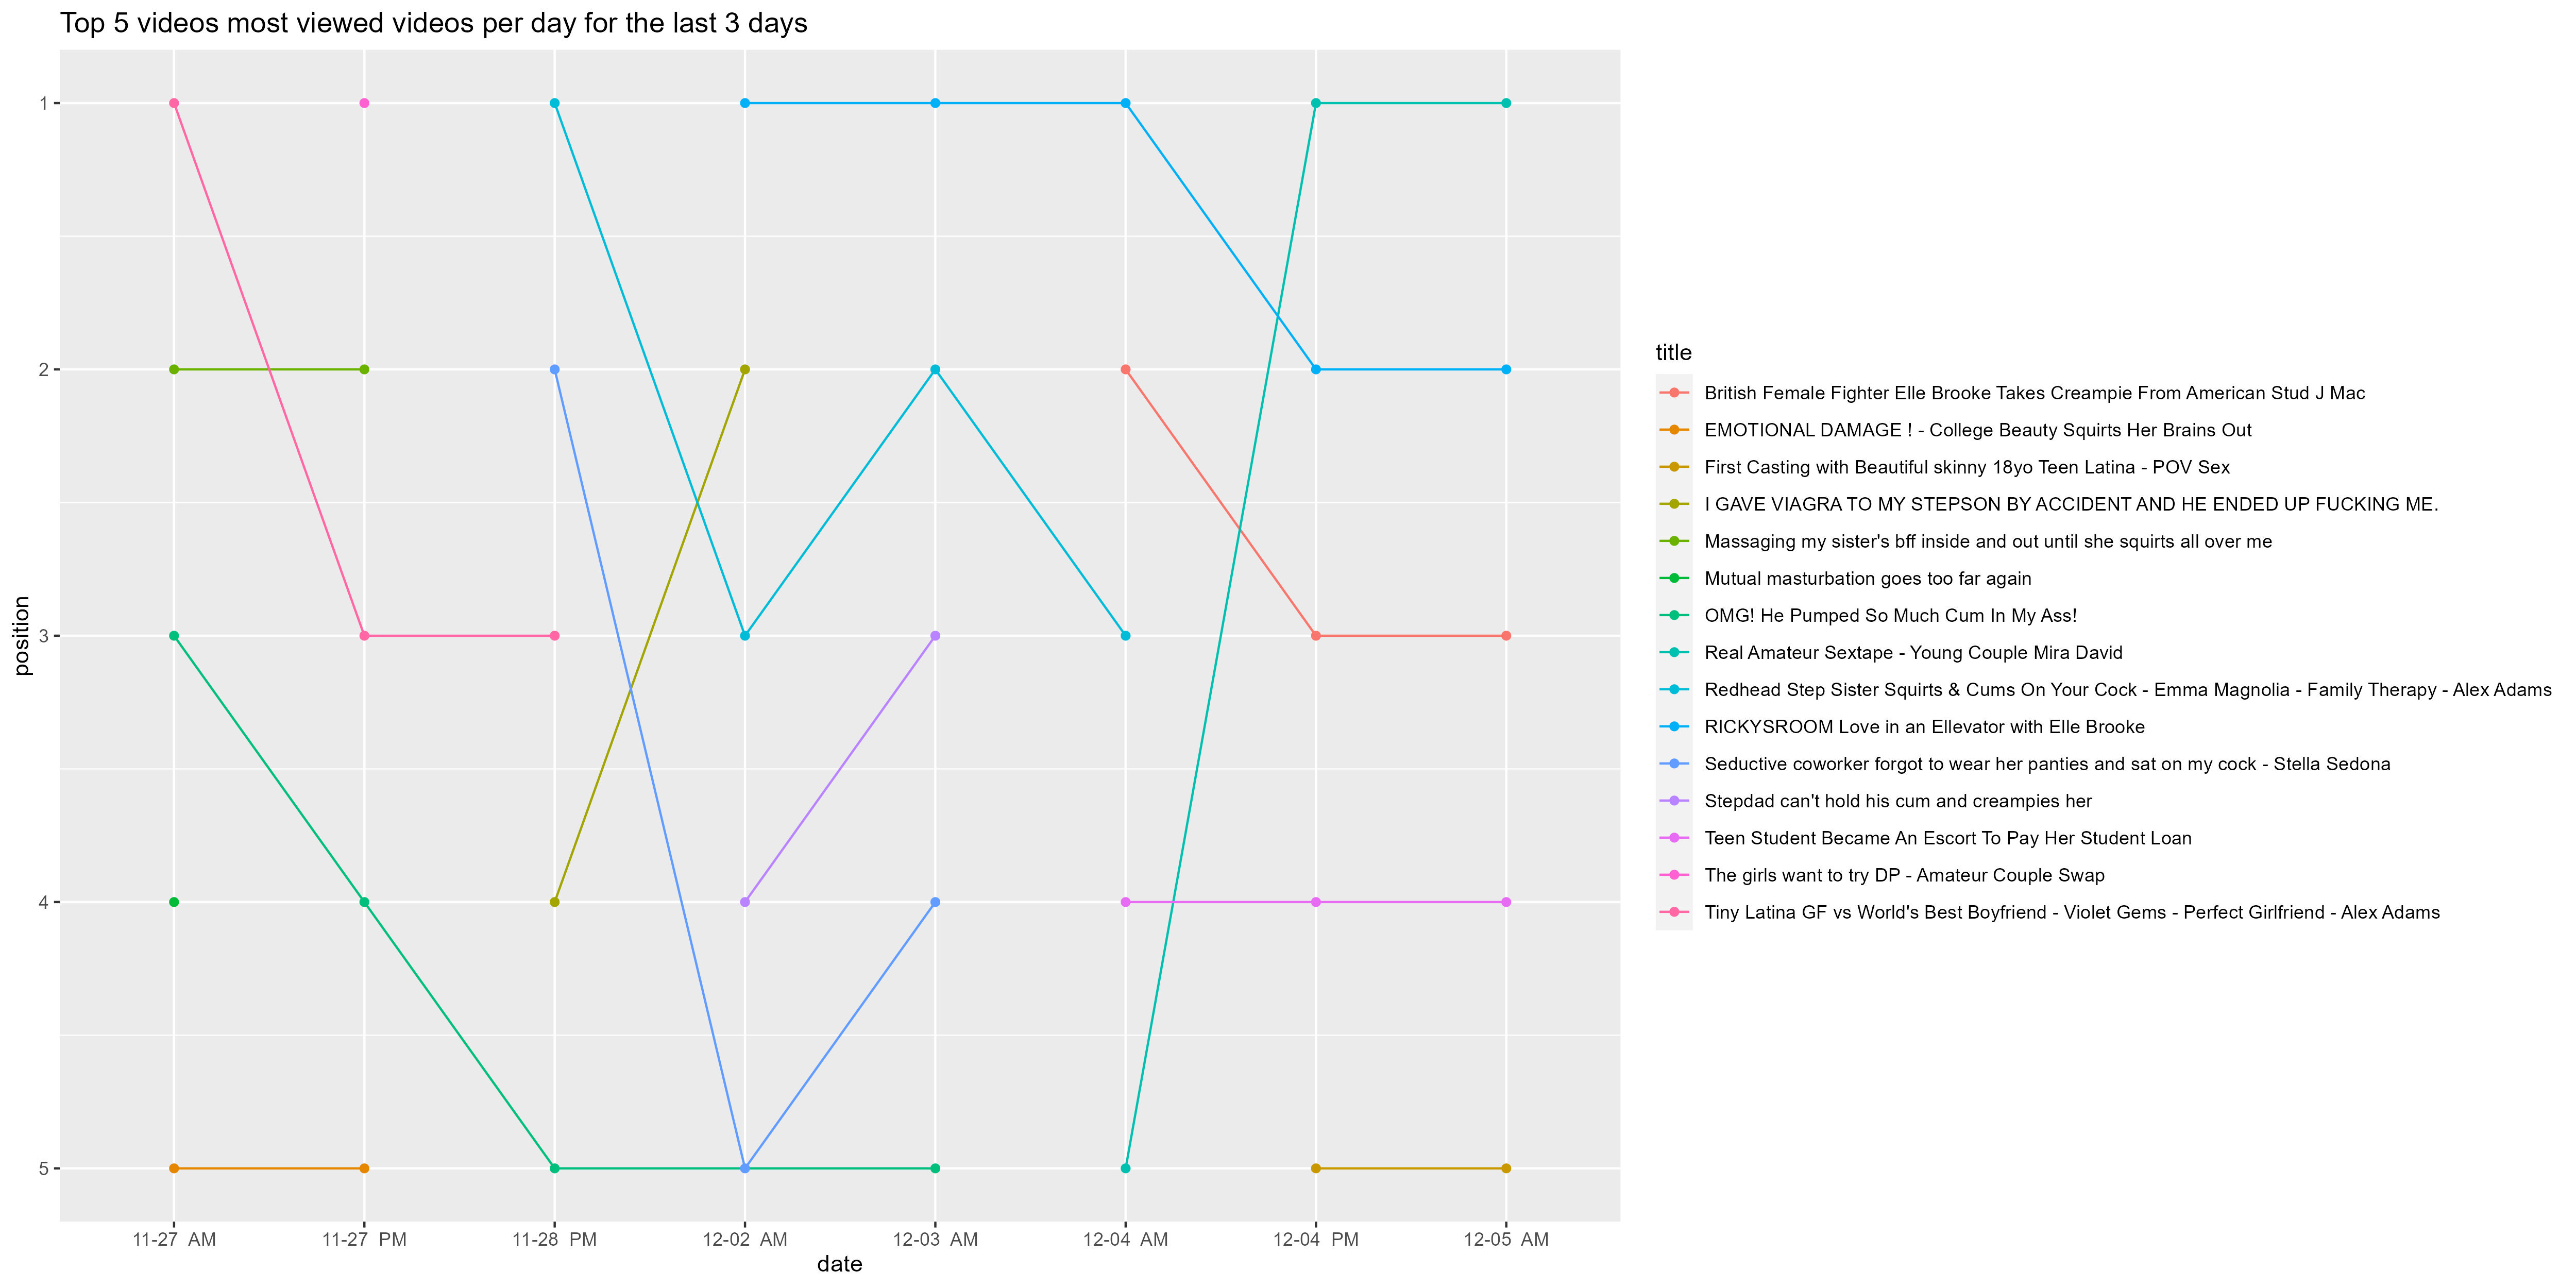 Top 5 videos most viewed videos per day for the last 3 days
position
1
2
3
4
5
11-27 AM
11-27 PM
11-28 PM
12-02 AM
12-03 AM
12-04 AM
12-04 PM
12-05 AM
date
title
British Female Fighter Elle Brooke Takes Creampie From American Stud J Mac
EMOTIONAL DAMAGE ! - College Beauty Squirts Her Brains Out
First Casting with Beautiful skinny 18yo Teen Latina - POV Sex
I GAVE VIAGRA TO MY STEPSON BY ACCIDENT AND HE ENDED UP FUCKING ME.
Massaging my sister's bff inside and out until she squirts all over me
Mutual masturbation goes too far again
OMG! He Pumped So Much Cum In My Ass!
Real Amateur Sextape - Young Couple Mira David
Redhead Step Sister Squirts & Cums On Your Cock - Emma Magnolia - Family Therapy - Alex Adams
RICKYSROOM Love in an Ellevator with Elle Brooke
Seductive coworker forgot to wear her panties and sat on my cock - Stella Sedona
Stepdad can't hold his cum and creampies her
Teen Student Became An Escort To Pay Her Student Loan
The girls want to try DP - Amateur Couple Swap
Tiny Latina GF vs World's Best Boyfriend - Violet Gems - Perfect Girlfriend - Alex Adams